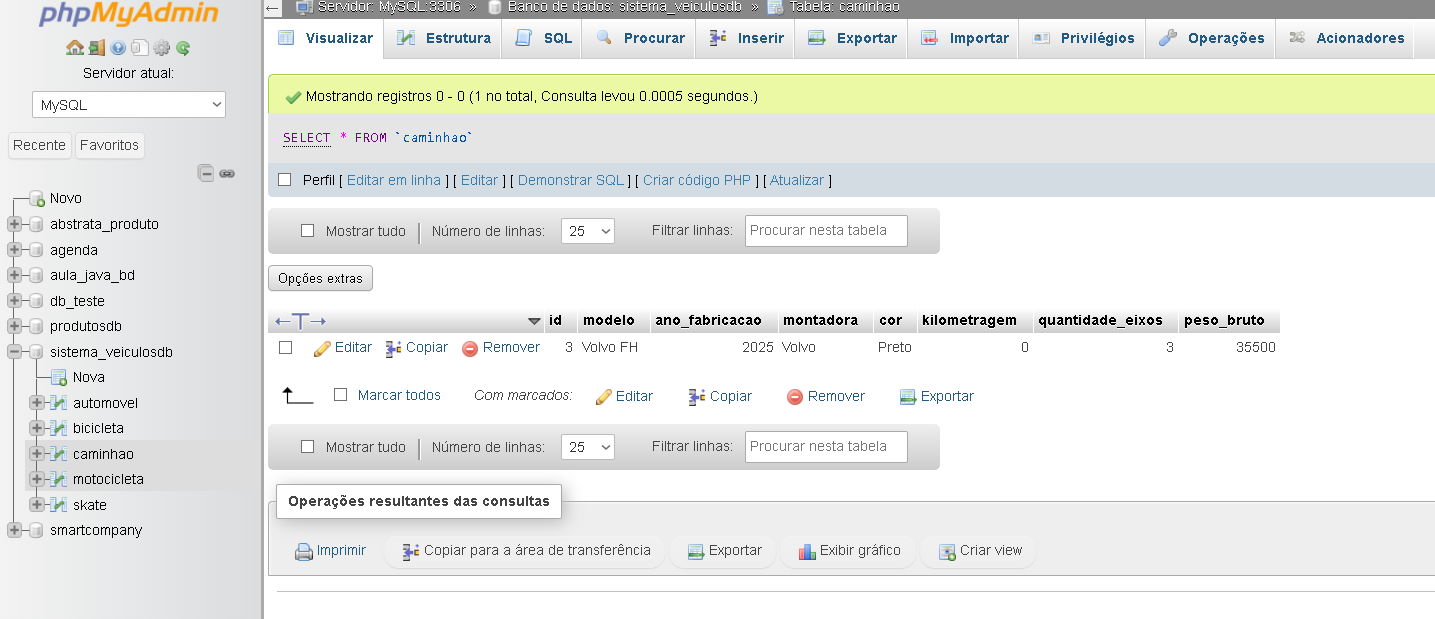 phpMyAdmin
Servidor atual:
MySQL
Recente Favoritos
Novo
abstrata_produto
agenda
aula_java_bd
db_teste
produtosdb
sistema_veiculosdb
Nova
automovel
bicicleta
caminhao
motocicleta
skate
smartcompany
← Servidor: MySQL:3306 » Banco de dados: sistema_veiculosdb » Tabela: caminhao
Visualizar Estrutura SQL Procurar Inserir Exportar Importar Privilégios Operações Acionadores
Mostrando registros 0 - 0 (1 no total, Consulta levou 0.0005 segundos.)
SELECT * FROM `caminhao`
Perfil [ Editar em linha ] [ Editar ] [ Demonstrar SQL ] [ Criar código PHP ] [ Atualizar ]
Mostrar tudo | Número de linhas: 25 Filtrar linhas: Procurar nesta tabela
Opções extras
←T→ id modelo ano_fabricacao montadora cor kilometragem quantidade_eixos peso_bruto
Editar Copiar Remover 3 Volvo FH 2025 Volvo Preto 0 3 35500
Marcar todos Com marcados: Editar Copiar Remover Exportar
Mostrar tudo | Número de linhas: 25 Filtrar linhas: Procurar nesta tabela
Operações resultantes das consultas
Imprimir Copiar para a área de transferência Exportar Exibir gráfico Criar view